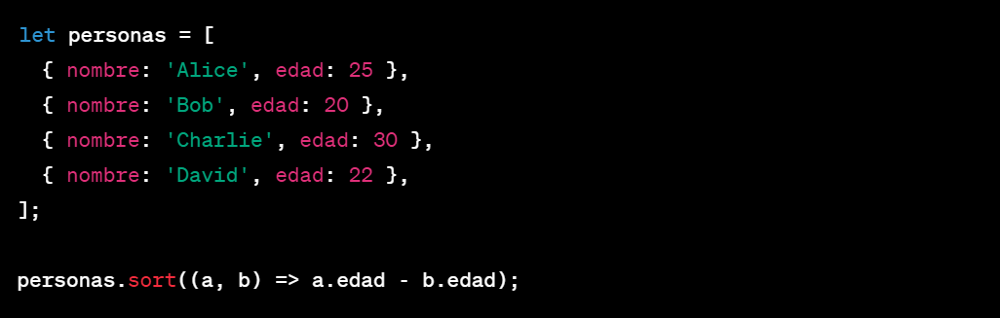 let personas = [
  { nombre: 'Alice', edad: 25 },
  { nombre: 'Bob', edad: 20 },
  { nombre: 'Charlie', edad: 30 },
  { nombre: 'David', edad: 22 },
];

personas.sort((a, b) => a.edad - b.edad);